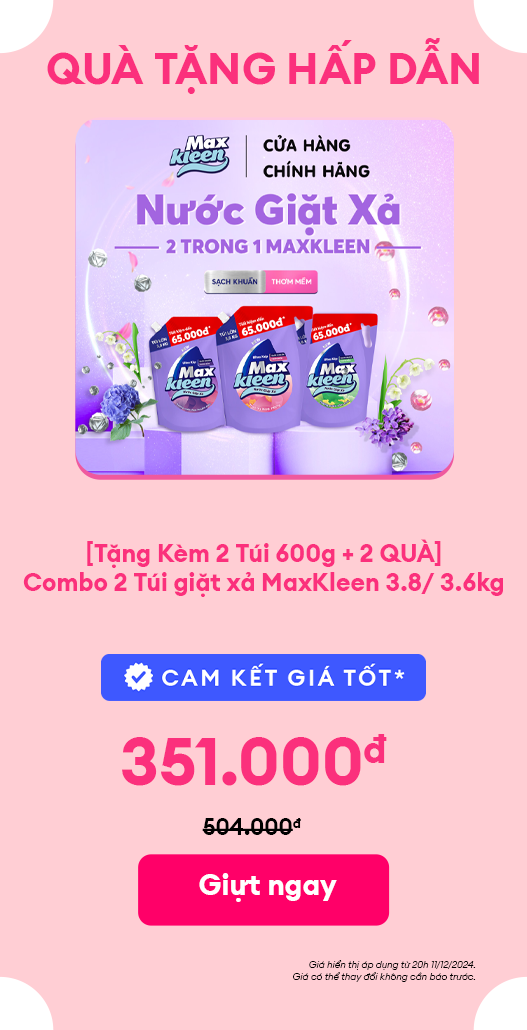 QUÀ TẶNG HẤP DẪN
Max
kleen
CỬA HÀNG
CHÍNH HÃNG
Nước Giặt Xả
2 TRONG 1 MAXKLEEN
SẠCH KHUẨN THƠM MỀM
65.000đ*
TÚI LỚN
Max
kleen
65.000đ*
Max
kleen
65.000đ*
Max
kleen
[Tặng Kèm 2 Túi 600g + 2 QUÀ]
Combo 2 Túi giặt xả MaxKleen 3.8/ 3.6kg
CAM KẾT GIÁ TỐT*
351.000đ
504.000đ
Giựt ngay
Giá hiển thị áp dụng từ 20h 11/12/2024.
Giá có thể thay đổi không cần báo trước.